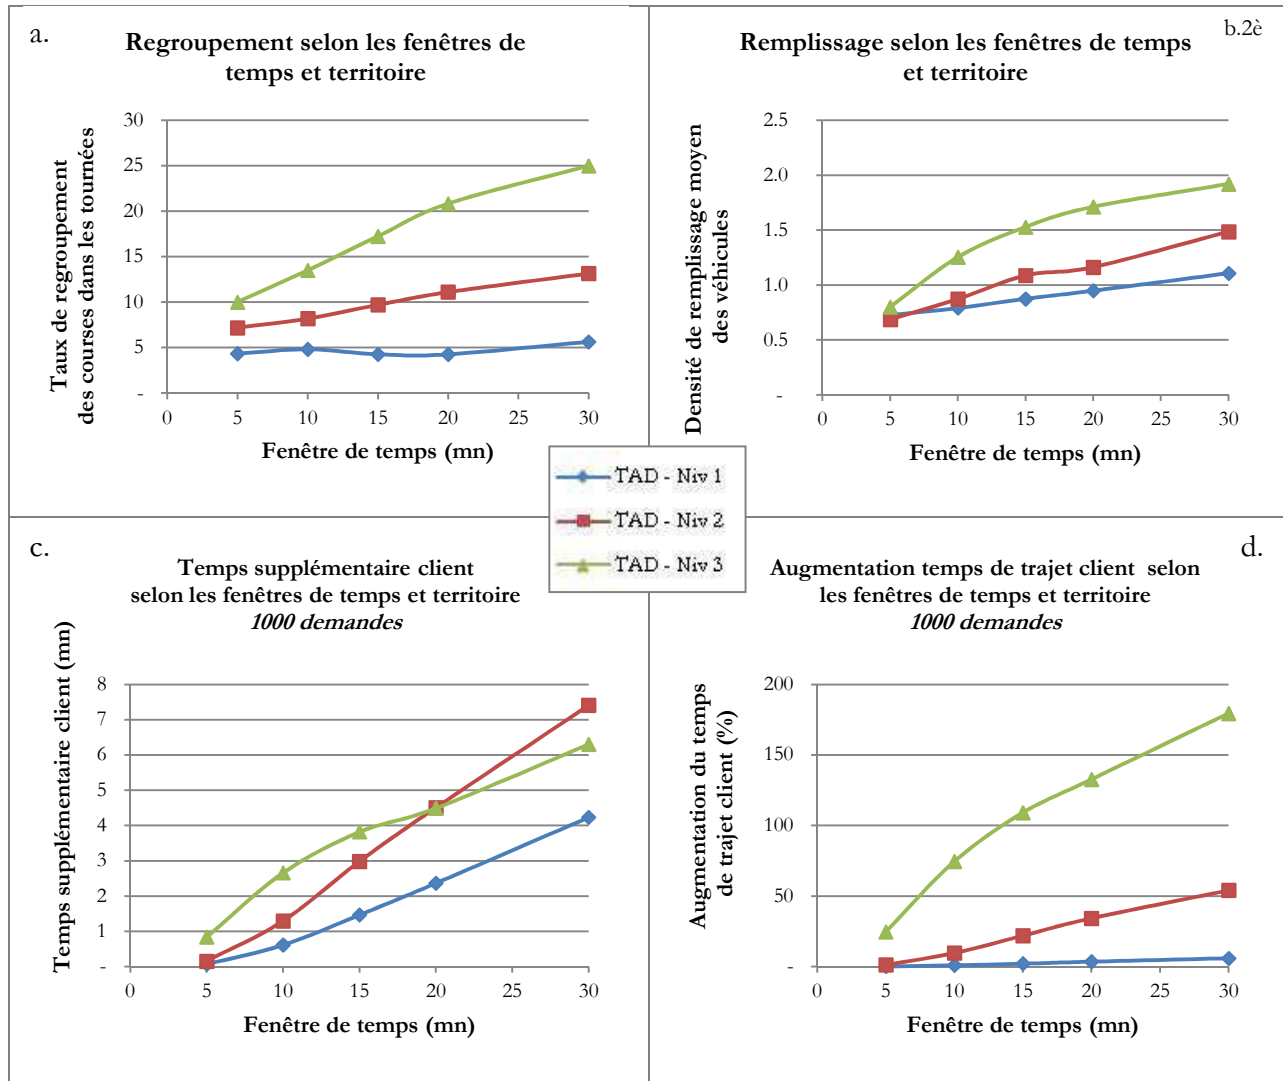 a.
Regroupement selon les fenêtres de
temps et territoire
Taux de regroupement
des courses dans les tournées
30
25
20
15
10
5
-
0 5 10 15 20 25 30
Fenêtre de temps (mn)
b.2è
Remplissage selon les fenêtres de temps
et territoire
Densité de remplissage moyen
des véhicules
2.5
2.0
1.5
1.0
0.5
-
0 5 10 15 20 25 30
Fenêtre de temps (mn)
TAD - Niv 1
TAD - Niv 2
TAD - Niv 3
c.
Temps supplémentaire client
selon les fenêtres de temps et territoire
1000 demandes
Temps supplémentaire client (mn)
8
7
6
5
4
3
2
1
-
0 5 10 15 20 25 30
Fenêtre de temps (mn)
d.
Augmentation temps de trajet client selon
les fenêtres de temps et territoire
1000 demandes
Augmentation du temps
de trajet client (%)
200
150
100
50
-
0 5 10 15 20 25 30
Fenêtre de temps (mn)